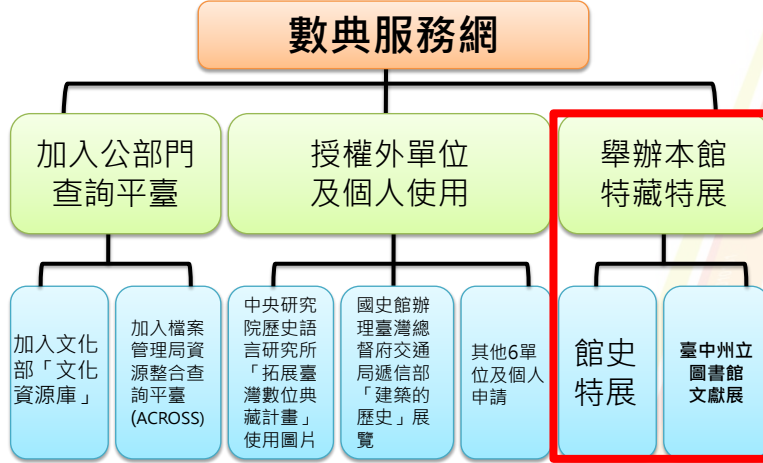 數典服務網
加入公部門
查詢平臺
授權外單位
及個人使用
舉辦本館
特藏特展
加入文化
部「文化
資源庫」
加入檔案
管理局資
源整合查
詢平臺
(ACROSS)
中央研究
院歷史語
言研究所
「拓展臺
灣數位典
藏計畫」
使用圖片
國史館辦
理臺灣總
督府交通
局遞信部
「建築的
歷史」展
覽
其他6單
位及個人
申請
館史
特展
臺中州立
圖書館
文獻展